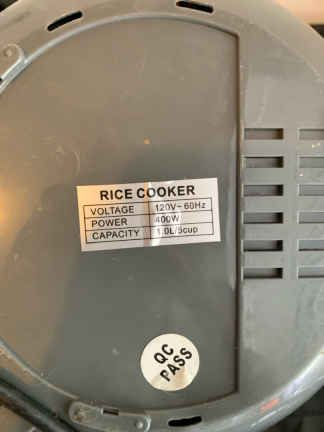 RICE COOKER
VOLTAGE 120V~60Hz
POWER 400W
CAPACITY 1.0L/5cup
QC
PASS